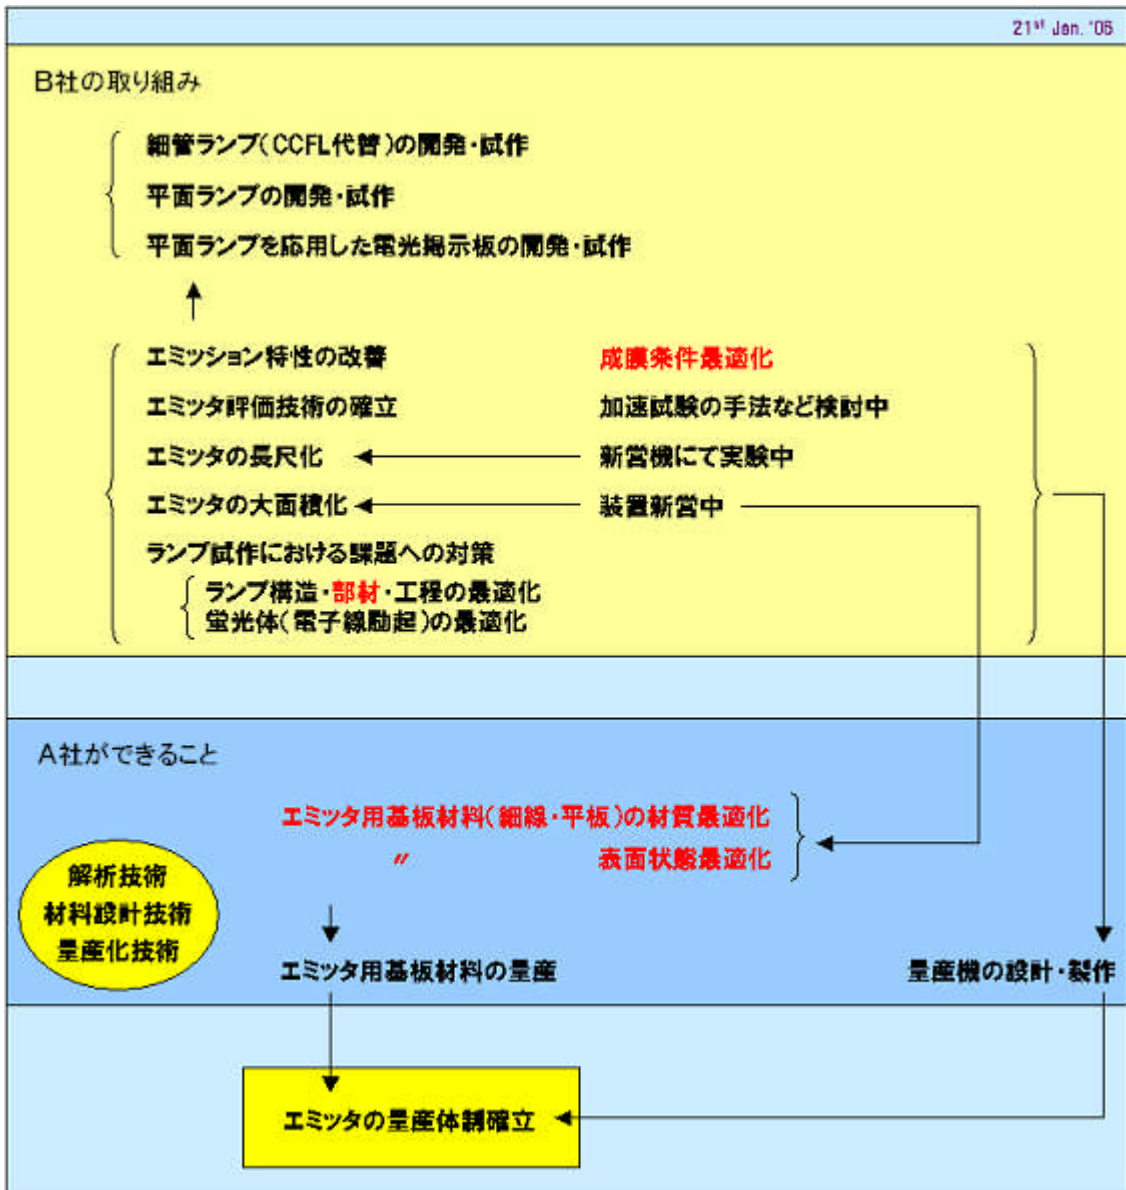 21st Jan. '06
B社の取り組み
細管ランプ(CCFL代替)の開発・試作
平面ランプの開発・試作
平面ランプを応用した電光掲示板の開発・試作
エミッション特性の改善 成膜条件最適化
エミッタ評価技術の確立 加速試験の手法など検討中
エミッタの長尺化 新営機にて実験中
エミッタの大面積化 装置新営中
ランプ試作における課題への対策
ランプ構造・部材・工程の最適化
蛍光体(電子線励起)の最適化
A社ができること
エミッタ用基板材料(細線・平板)の材質最適化
〃 表面状態最適化
解析技術
材料設計技術
量産化技術
エミッタ用基板材料の量産 量産機の設計・製作
エミッタの量産体制確立